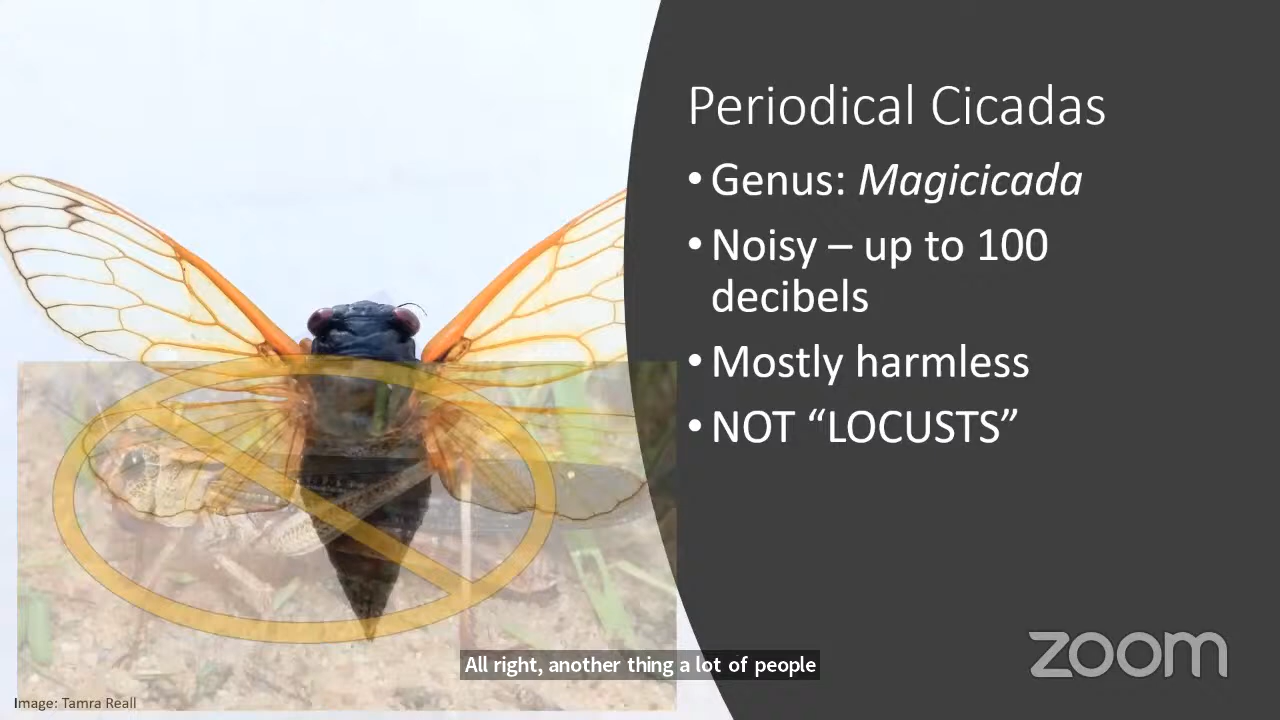 Periodical Cicadas
• Genus: Magicicada
• Noisy – up to 100
decibels
• Mostly harmless
• NOT “LOCUSTS”
All right, another thing a lot of people
zoom
Image: Tamra Reall